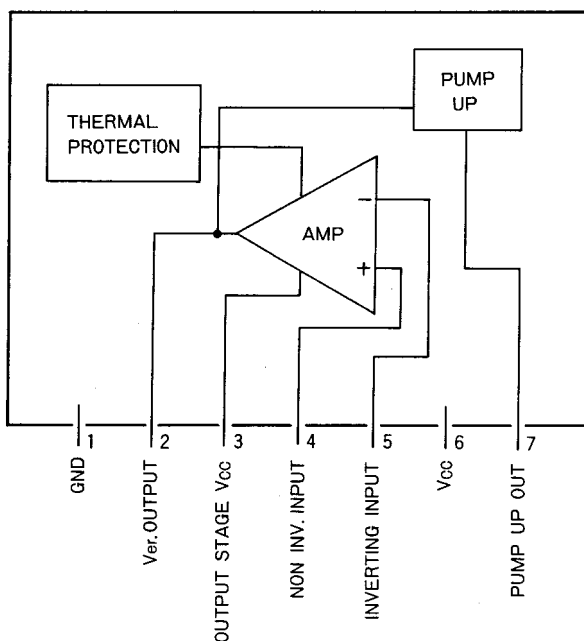 PUMP
UP
THERMAL
PROTECTION
AMP
−
+
1
2
3
4
5
6
7
GND
Ver. OUTPUT
OUTPUT STAGE Vcc
NON INV. INPUT
INVERTING INPUT
Vcc
PUMP UP OUT